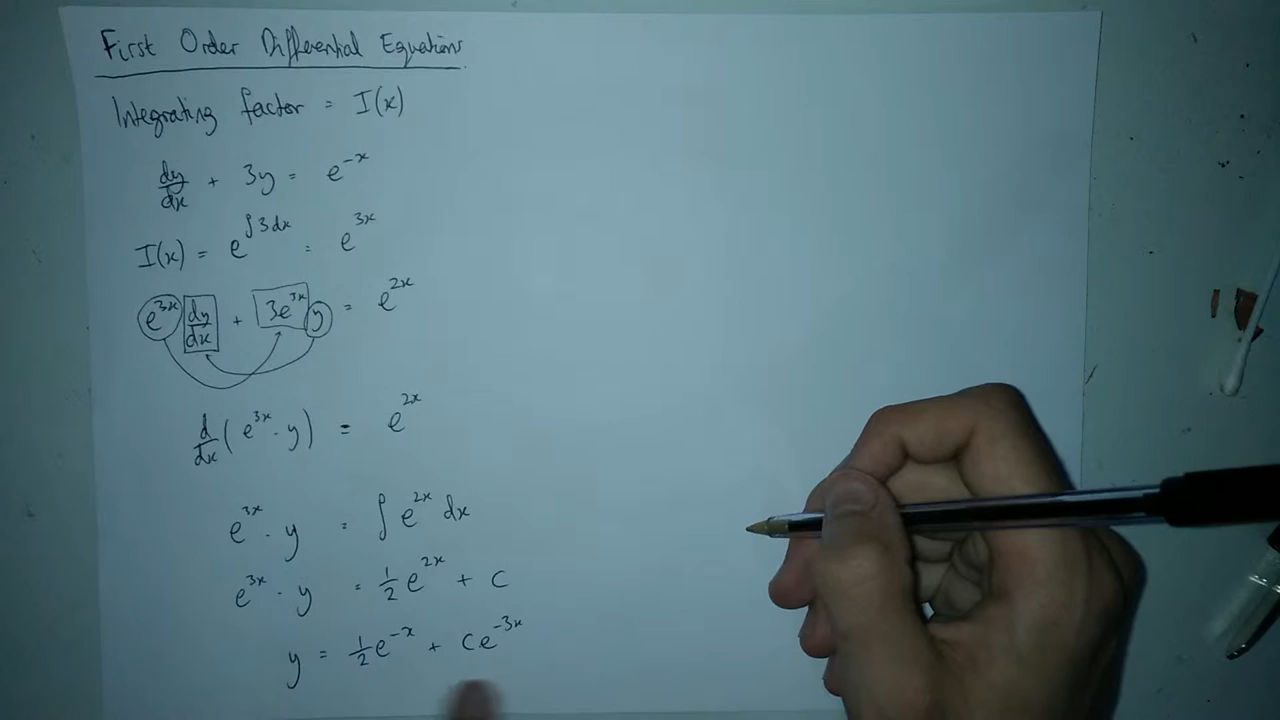 First Order Differential Equations
Integrating factor = I(x)
dy/dx + 3y = e^{-x}
I(x) = e^{∫3dx} = e^{3x}
e^{3x} dy/dx + 3e^{3x} y = e^{2x}
d/dx (e^{3x} · y) = e^{2x}
e^{3x} · y = ∫ e^{2x} dx
e^{3x} · y = 1/2 e^{2x} + C
y = 1/2 e^{-x} + Ce^{-3x}